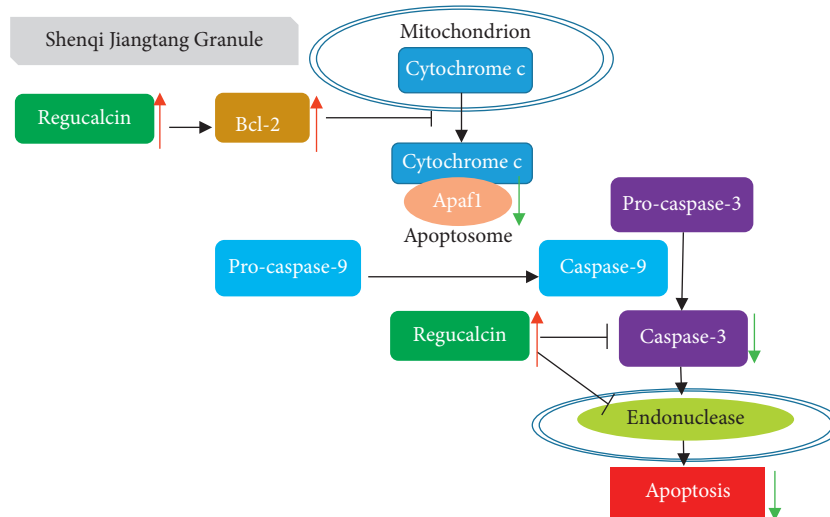 Shenqi Jiangtang Granule
Mitochondrion
Cytochrome c
Regucalcin
Bcl-2
Cytochrome c
Apaf1
Apoptosome
Pro-caspase-3
Pro-caspase-9
Caspase-9
Regucalcin
Caspase-3
Endonuclease
Apoptosis